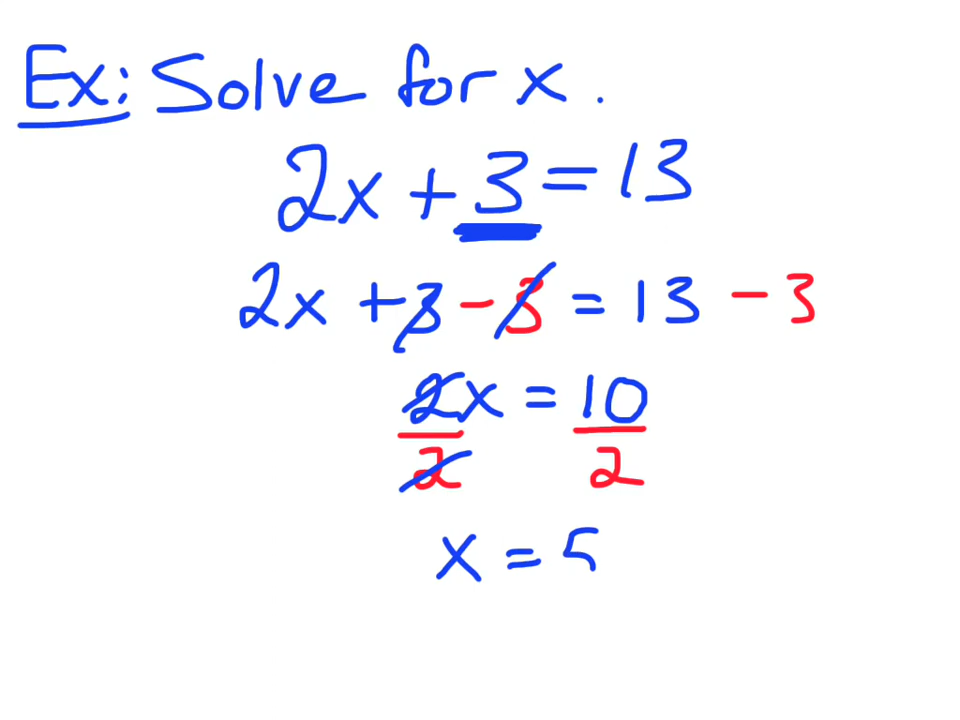 Ex: Solve for x.
2x + 3 = 13
2x + 3 - 3 = 13 - 3
2x = 10
2 2
x = 5